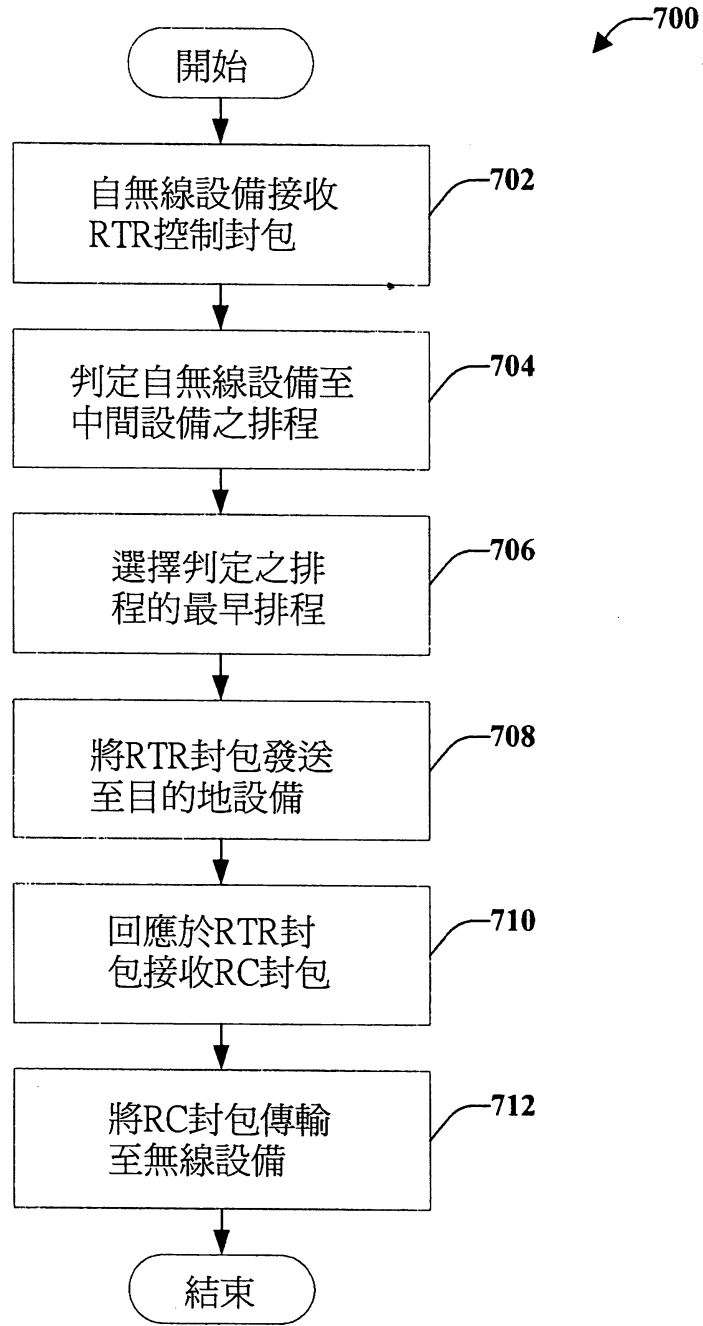 700
開始
自無線設備接收
RTR控制封包
702
判定自無線設備至
中間設備之排程
704
選擇判定之排
程的最早排程
706
將RTR封包發送
至目的地設備
708
回應於RTR封
包接收RC封包
710
將RC封包傳輸
至無線設備
712
結束